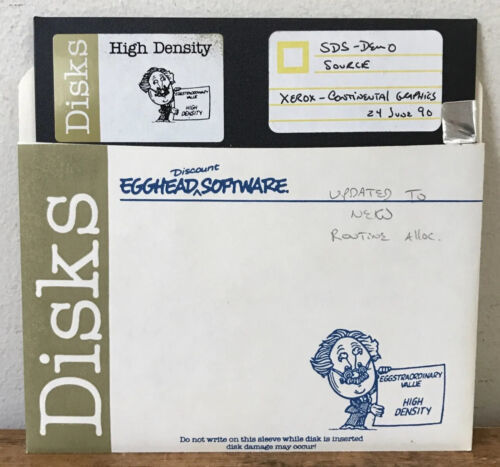 Disks
High Density
EGGSTRAORDINARY
VALUE
HIGH
DENSITY
SDS-DEMO
SOURCE
XEROX-CONTINENTAL GRAPHICS
24 JUNE 90
Disks
Discount
EGGHEAD SOFTWARE.
UPDATED TO
NEW
ROUTINE Alloc.
EGGSTRAORDINARY
VALUE
HIGH
DENSITY
Do not write on this sleeve while disk is inserted
disk damage may occur!